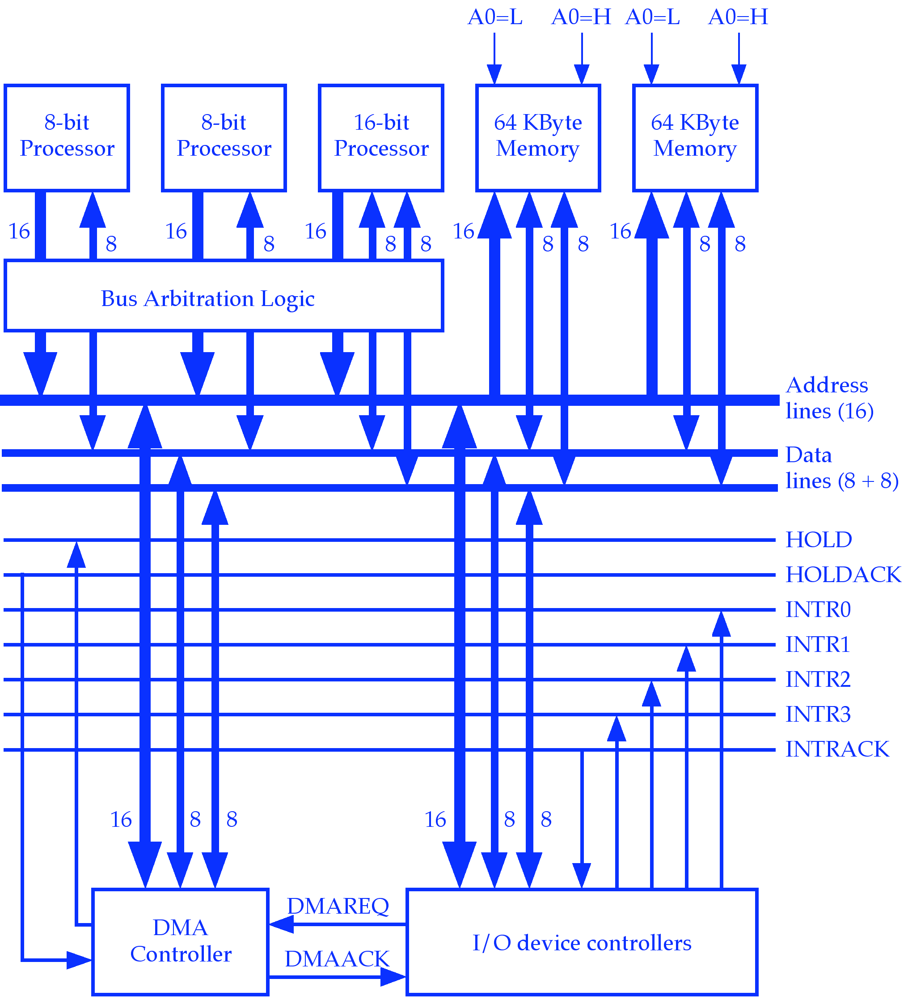 A0=L A0=H A0=L A0=H
8-bit
Processor
8-bit
Processor
16-bit
Processor
64 KByte
Memory
64 KByte
Memory
16 8 16 8 16 8 8 16 8 8 16 8 8
Bus Arbitration Logic
Address
lines (16)
Data
lines (8 + 8)
HOLD
HOLDACK
INTR0
INTR1
INTR2
INTR3
INTRACK
16 8 8 16 8 8
DMA
Controller
DMAREQ
DMAACK
I/O device controllers